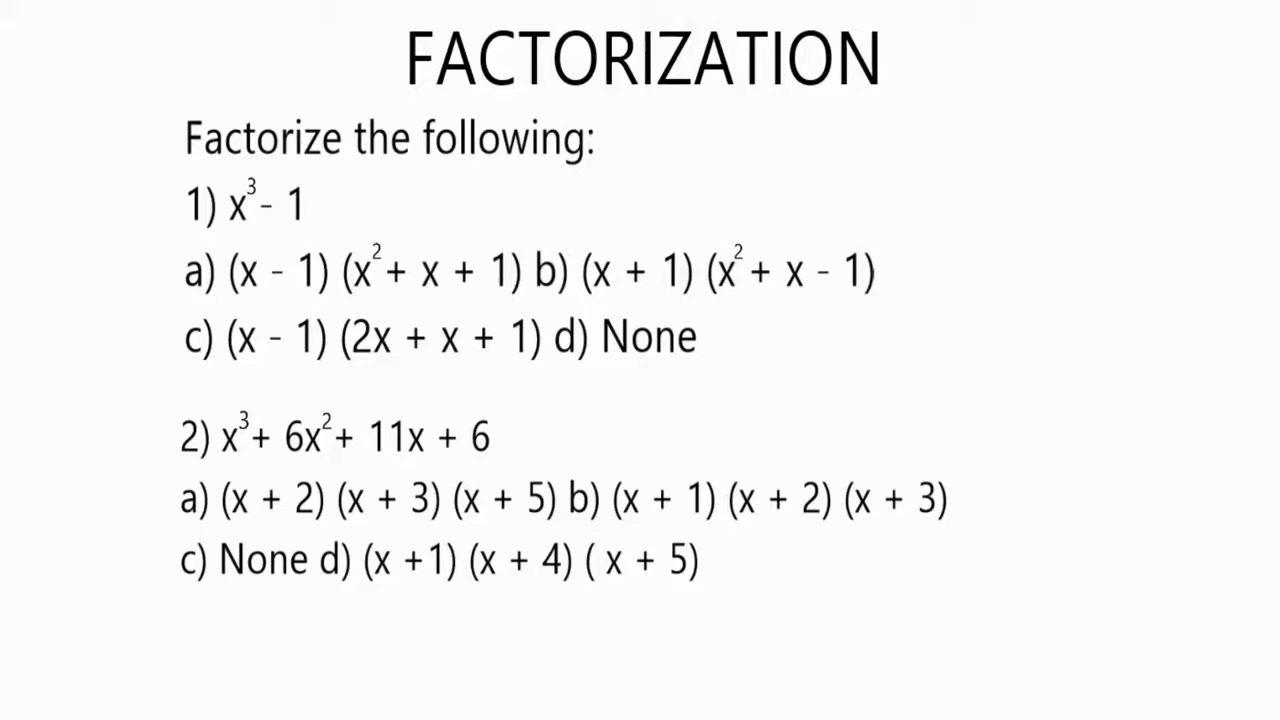 FACTORIZATION
Factorize the following:
1) x³- 1
a) (x - 1) (x²+ x + 1) b) (x + 1) (x²+ x - 1)
c) (x - 1) (2x + x + 1) d) None
2) x³+ 6x²+ 11x + 6
a) (x + 2) (x + 3) (x + 5) b) (x + 1) (x + 2) (x + 3)
c) None d) (x +1) (x + 4) ( x + 5)